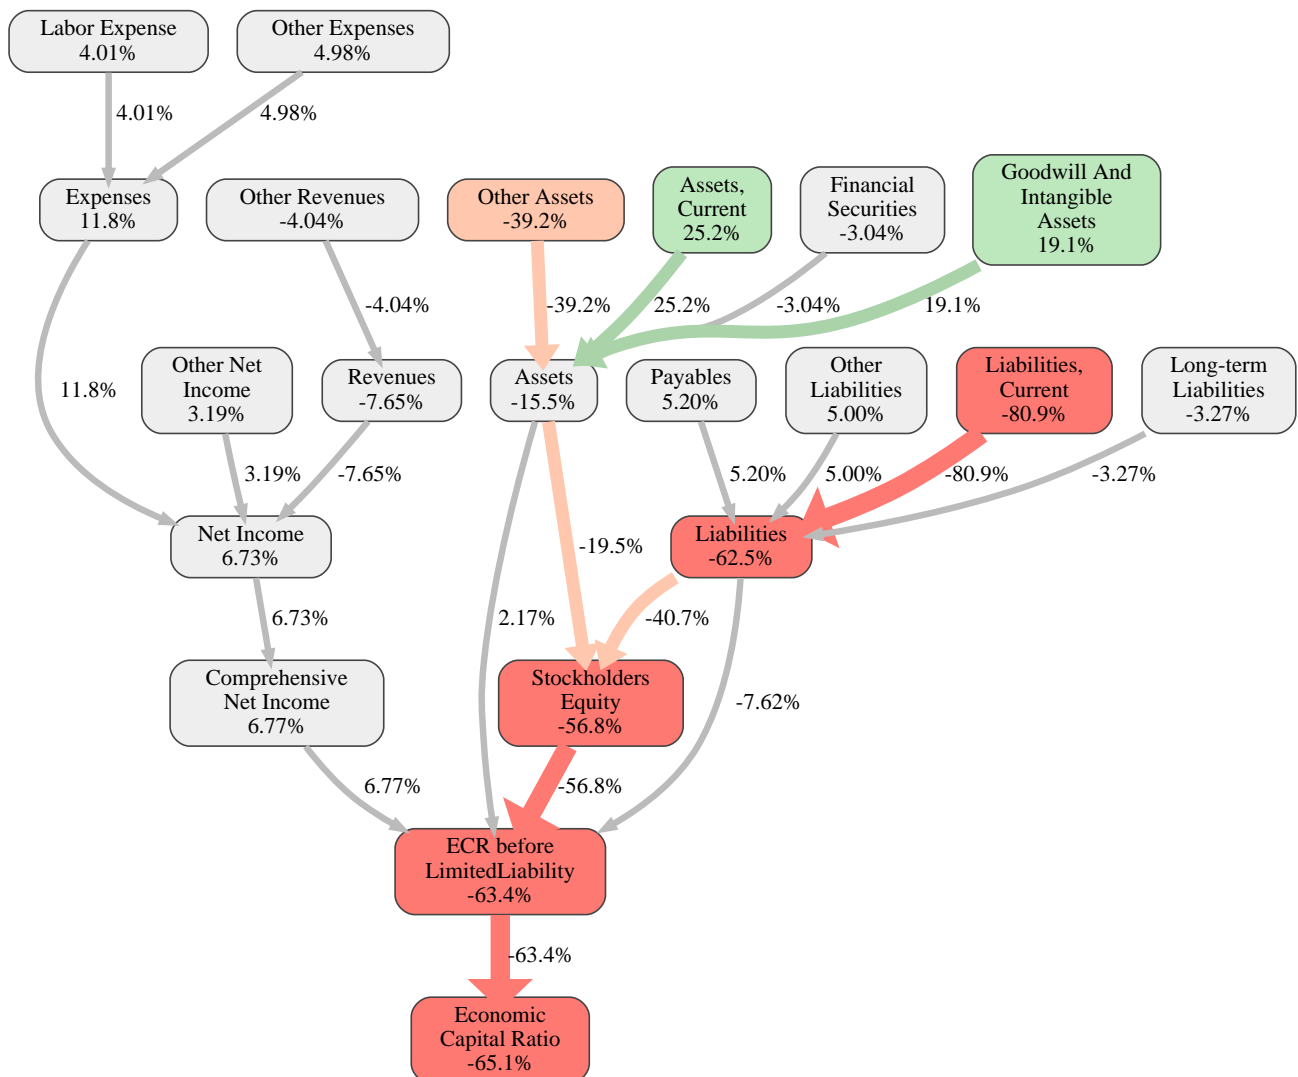 Labor Expense
4.01%
Other Expenses
4.98%
4.01%
4.98%
Expenses
11.8%
Other Revenues
-4.04%
Other Assets
-39.2%
Assets,
Current
25.2%
Financial
Securities
-3.04%
Goodwill And
Intangible
Assets
19.1%
-4.04%
-39.2%
25.2%
-3.04%
19.1%
11.8%
Other Net
Income
3.19%
Revenues
-7.65%
Assets
-15.5%
Payables
5.20%
Other
Liabilities
5.00%
Liabilities,
Current
-80.9%
Long-term
Liabilities
-3.27%
3.19%
-7.65%
5.20%
5.00%
-80.9%
-3.27%
Net Income
6.73%
-19.5%
Liabilities
-62.5%
6.73%
2.17%
-40.7%
Comprehensive
Net Income
6.77%
Stockholders
Equity
-56.8%
-7.62%
6.77%
-56.8%
ECR before
LimitedLiability
-63.4%
-63.4%
Economic
Capital Ratio
-65.1%